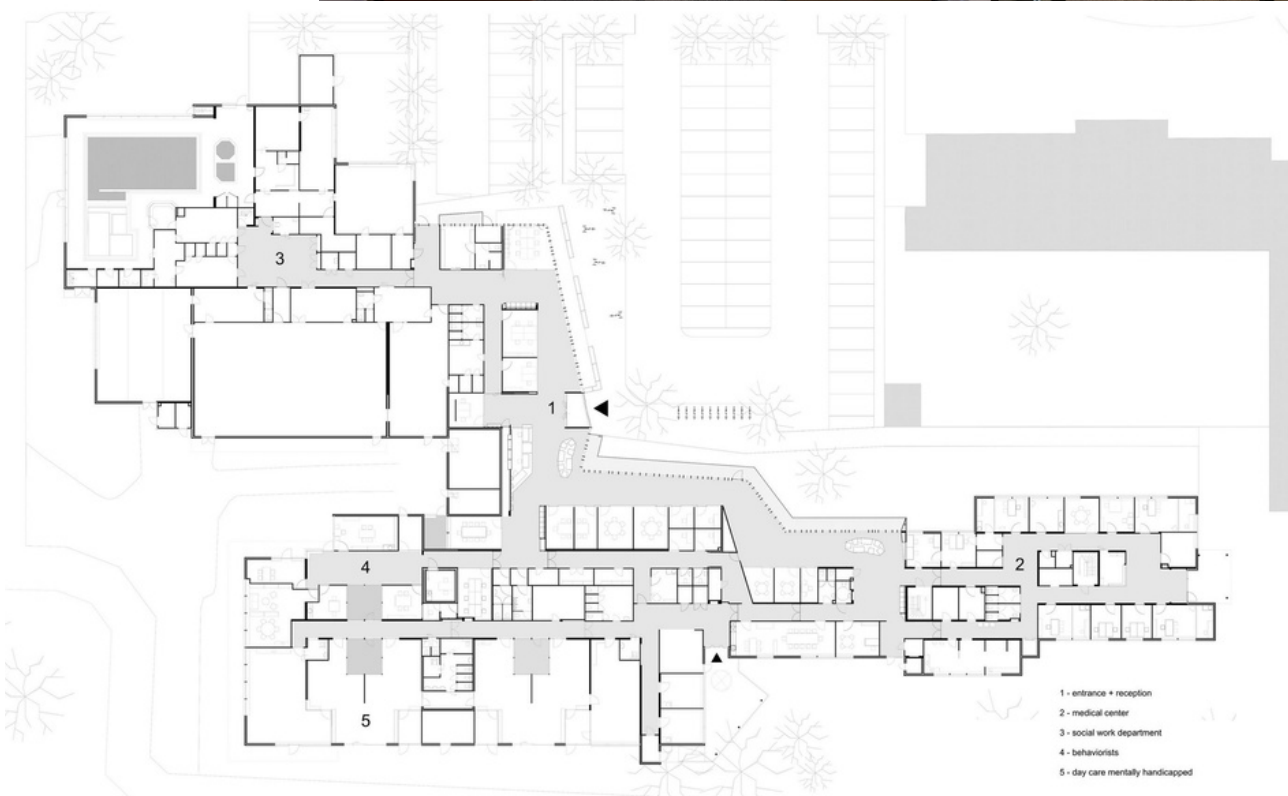 3
1
2
4
5
1 - entrance + reception
2 - medical center
3 - social work department
4 - behaviorists
5 - day care mentally handicapped